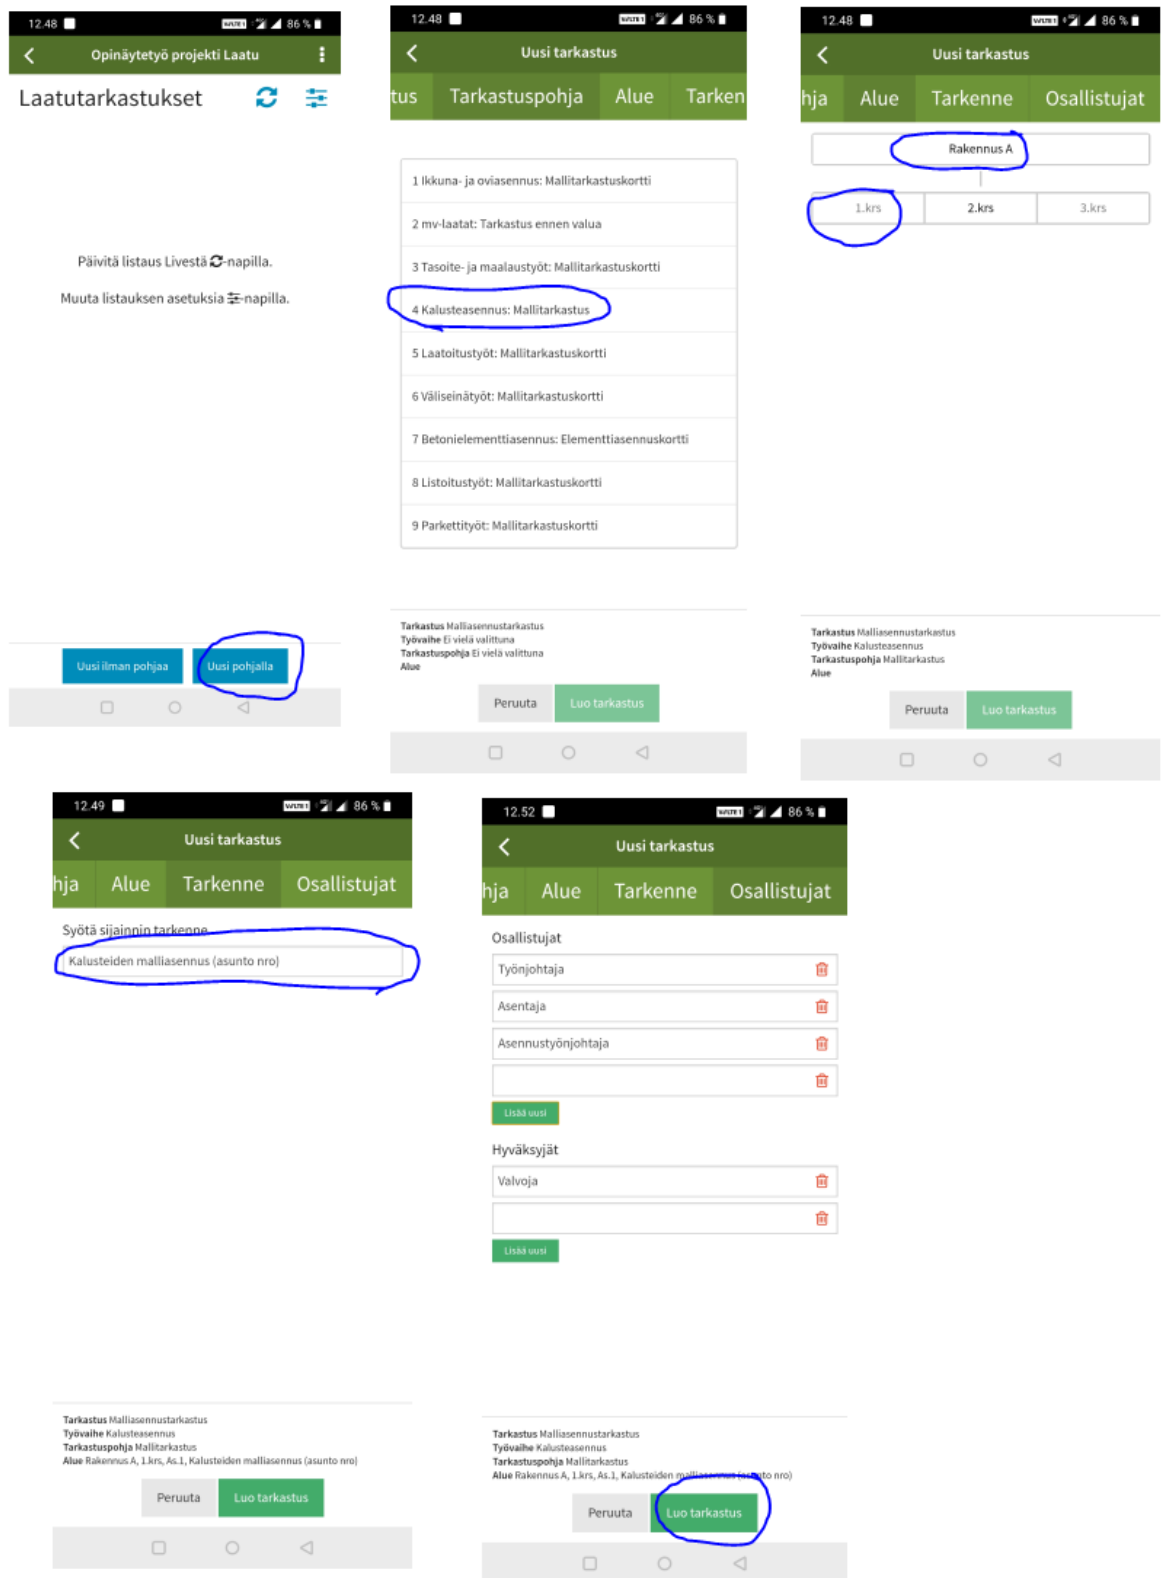 12.48
86 %
Opinäytetyö projekti Laatu
Laatutarkastukset
Päivitä listaus Livestä -napilla.
Muuta listauksen asetuksia -napilla.
Uusi ilman pohjaa
Uusi pohjalla
12.48
86 %
Uusi tarkastus
tus
Tarkastuspohja
Alue
Tarken
1 Ikkuna- ja oviasennus: Mallitarkastuskortti
2 mv-laatat: Tarkastus ennen valua
3 Tasoite- ja maalaustyöt: Mallitarkastuskortti
4 Kalusteasennus: Mallitarkastus
5 Laatoitustyöt: Mallitarkastuskortti
6 Väliseinätyöt: Mallitarkastuskortti
7 Betonielementtiasennus: Elementtiasennuskortti
8 Listoitustyöt: Mallitarkastuskortti
9 Parkettityöt: Mallitarkastuskortti
Tarkastus Malliasennustarkastus
Työvaihe Ei vielä valittuna
Tarkastuspohja Ei vielä valittuna
Alue
Peruuta
Luo tarkastus
12.48
86 %
Uusi tarkastus
hja
Alue
Tarkenne
Osallistujat
Rakennus A
1.krs
2.krs
3.krs
Tarkastus Malliasennustarkastus
Työvaihe Kalusteasennus
Tarkastuspohja Mallitarkastus
Alue
Peruuta
Luo tarkastus
12.49
86 %
Uusi tarkastus
hja
Alue
Tarkenne
Osallistujat
Syötä sijainnin tarkenne
Kalusteiden malliasennus (asunto nro)
Tarkastus Malliasennustarkastus
Työvaihe Kalusteasennus
Tarkastuspohja Mallitarkastus
Alue Rakennus A, 1.krs, As.1, Kalusteiden malliasennus (asunto nro)
Peruuta
Luo tarkastus
12.52
86 %
Uusi tarkastus
hja
Alue
Tarkenne
Osallistujat
Osallistujat
Työnjohtaja
Asentaja
Asennustyönjohtaja
Lisää uusi
Hyväksyjät
Valvoja
Lisää uusi
Tarkastus Malliasennustarkastus
Työvaihe Kalusteasennus
Tarkastuspohja Mallitarkastus
Alue Rakennus A, 1.krs, As.1, Kalusteiden malliasennus (asunto nro)
Peruuta
Luo tarkastus